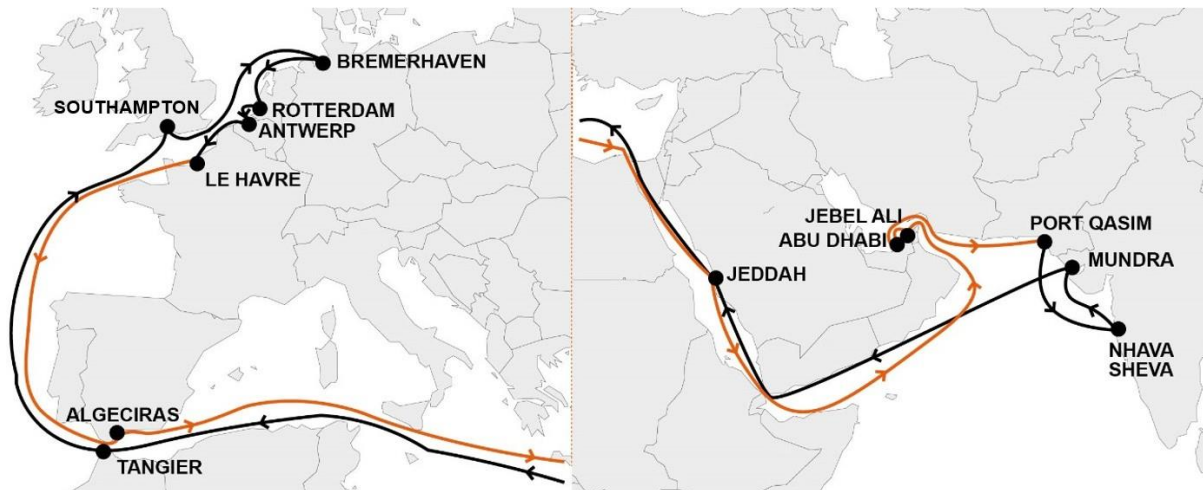 BREMERHAVEN
SOUTHAMPTON
ROTTERDAM
ANTWERP
LE HAVRE
ALGECIRAS
TANGIER
JEBEL ALI
ABU DHABI
PORT QASIM
MUNDRA
JEDDAH
NHAVA
SHEVA